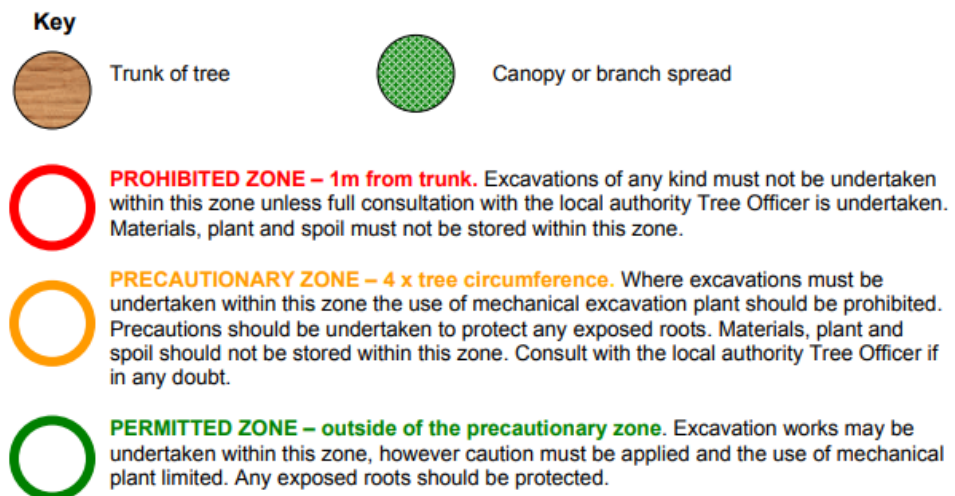 Key
Trunk of tree
Canopy or branch spread
PROHIBITED ZONE – 1m from trunk. Excavations of any kind must not be undertaken
within this zone unless full consultation with the local authority Tree Officer is undertaken.
Materials, plant and spoil must not be stored within this zone.
PRECAUTIONARY ZONE – 4 x tree circumference. Where excavations must be
undertaken within this zone the use of mechanical excavation plant should be prohibited.
Precautions should be undertaken to protect any exposed roots. Materials, plant and
spoil should not be stored within this zone. Consult with the local authority Tree Officer if
in any doubt.
PERMITTED ZONE – outside of the precautionary zone. Excavation works may be
undertaken within this zone, however caution must be applied and the use of mechanical
plant limited. Any exposed roots should be protected.